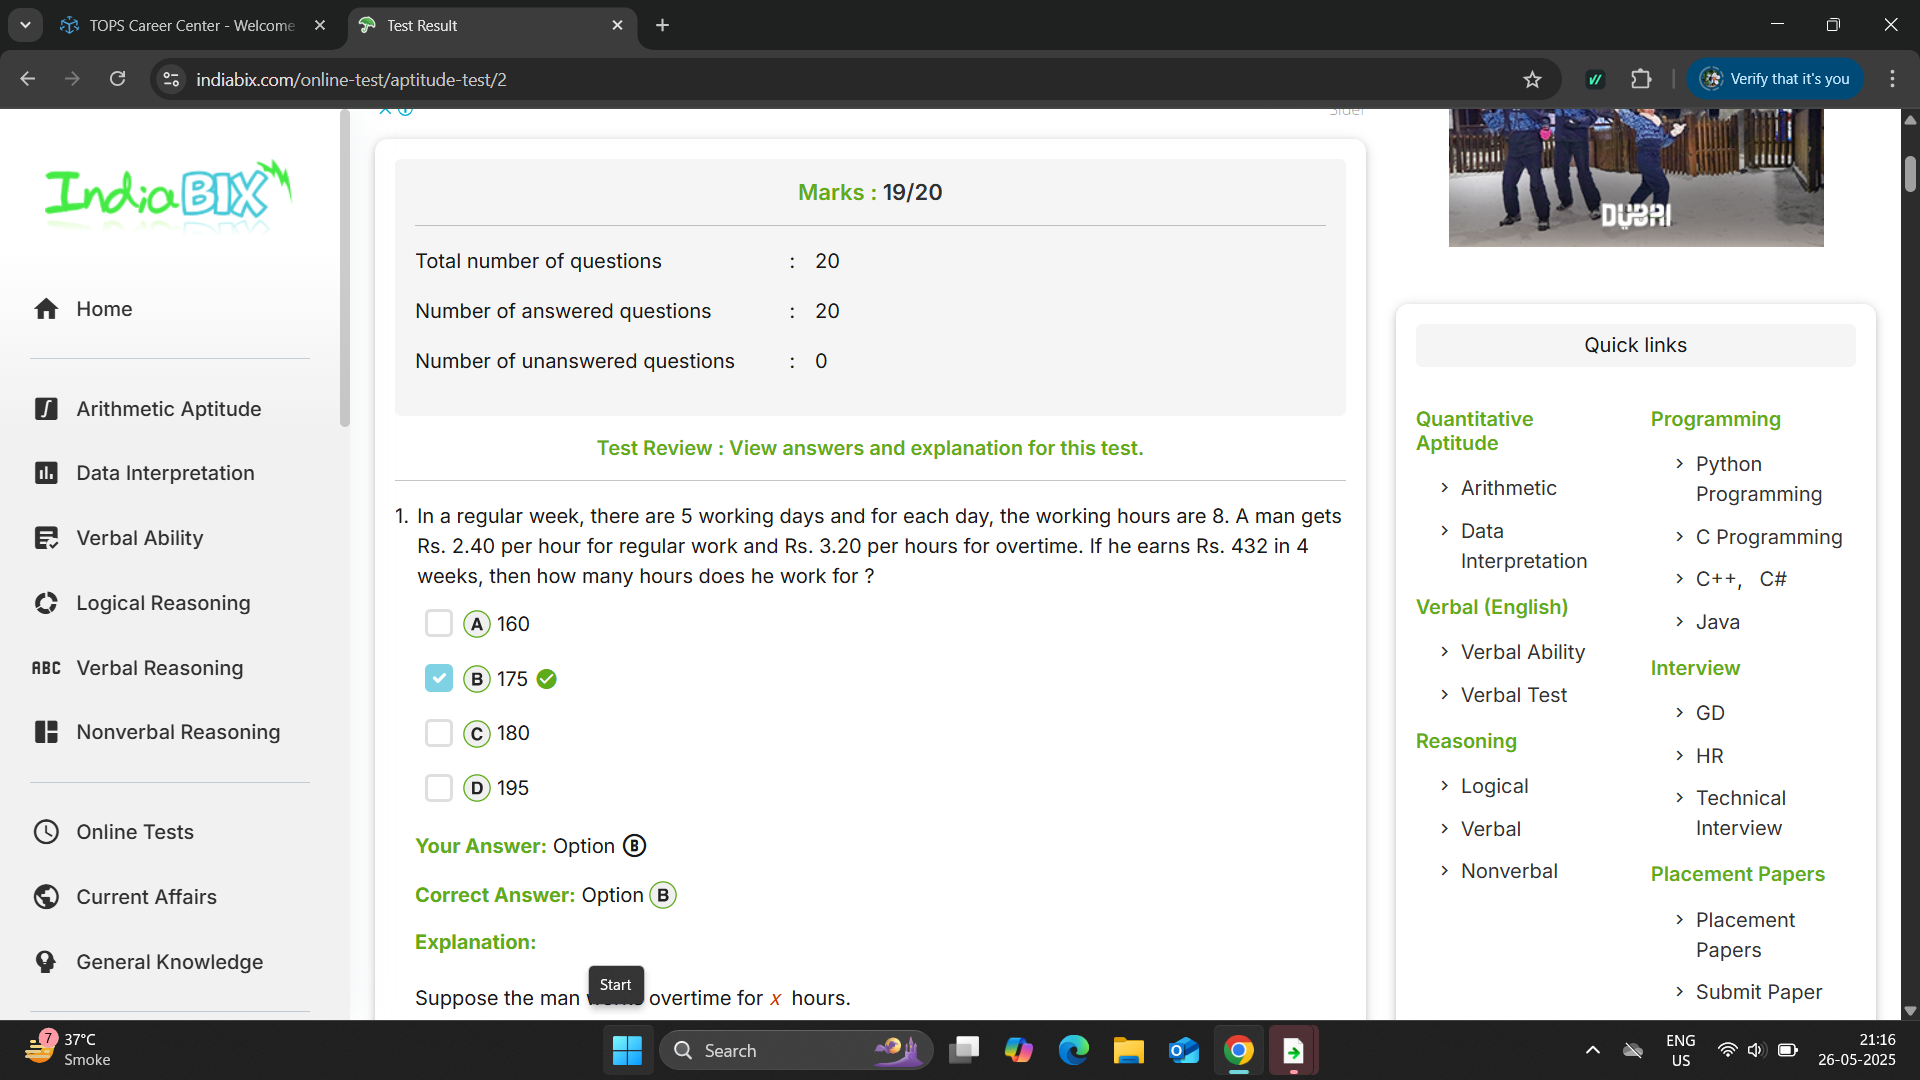 TOPS Career Center - Welcome
Test Result
indiabix.com/online-test/aptitude-test/2
Verify that it's you
IndiaBIX
Home
Arithmetic Aptitude
Data Interpretation
Verbal Ability
Logical Reasoning
ABC Verbal Reasoning
Nonverbal Reasoning
Online Tests
Current Affairs
General Knowledge
Marks : 19/20
Total number of questions : 20
Number of answered questions : 20
Number of unanswered questions : 0
Test Review : View answers and explanation for this test.
1. In a regular week, there are 5 working days and for each day, the working hours are 8. A man gets
Rs. 2.40 per hour for regular work and Rs. 3.20 per hours for overtime. If he earns Rs. 432 in 4
weeks, then how many hours does he work for ?
A 160
B 175
C 180
D 195
Your Answer: Option B
Correct Answer: Option B
Explanation:
Start
Suppose the man overtime for x hours.
DUBAI
Quick links
Quantitative
Aptitude
Arithmetic
Data
Interpretation
Verbal (English)
Verbal Ability
Verbal Test
Reasoning
Logical
Verbal
Nonverbal
Programming
Python
Programming
C Programming
C++, C#
Java
Interview
GD
HR
Technical
Interview
Placement Papers
Placement
Papers
Submit Paper
7
37°C
Smoke
Search
ENG
US
21:16
26-05-2025